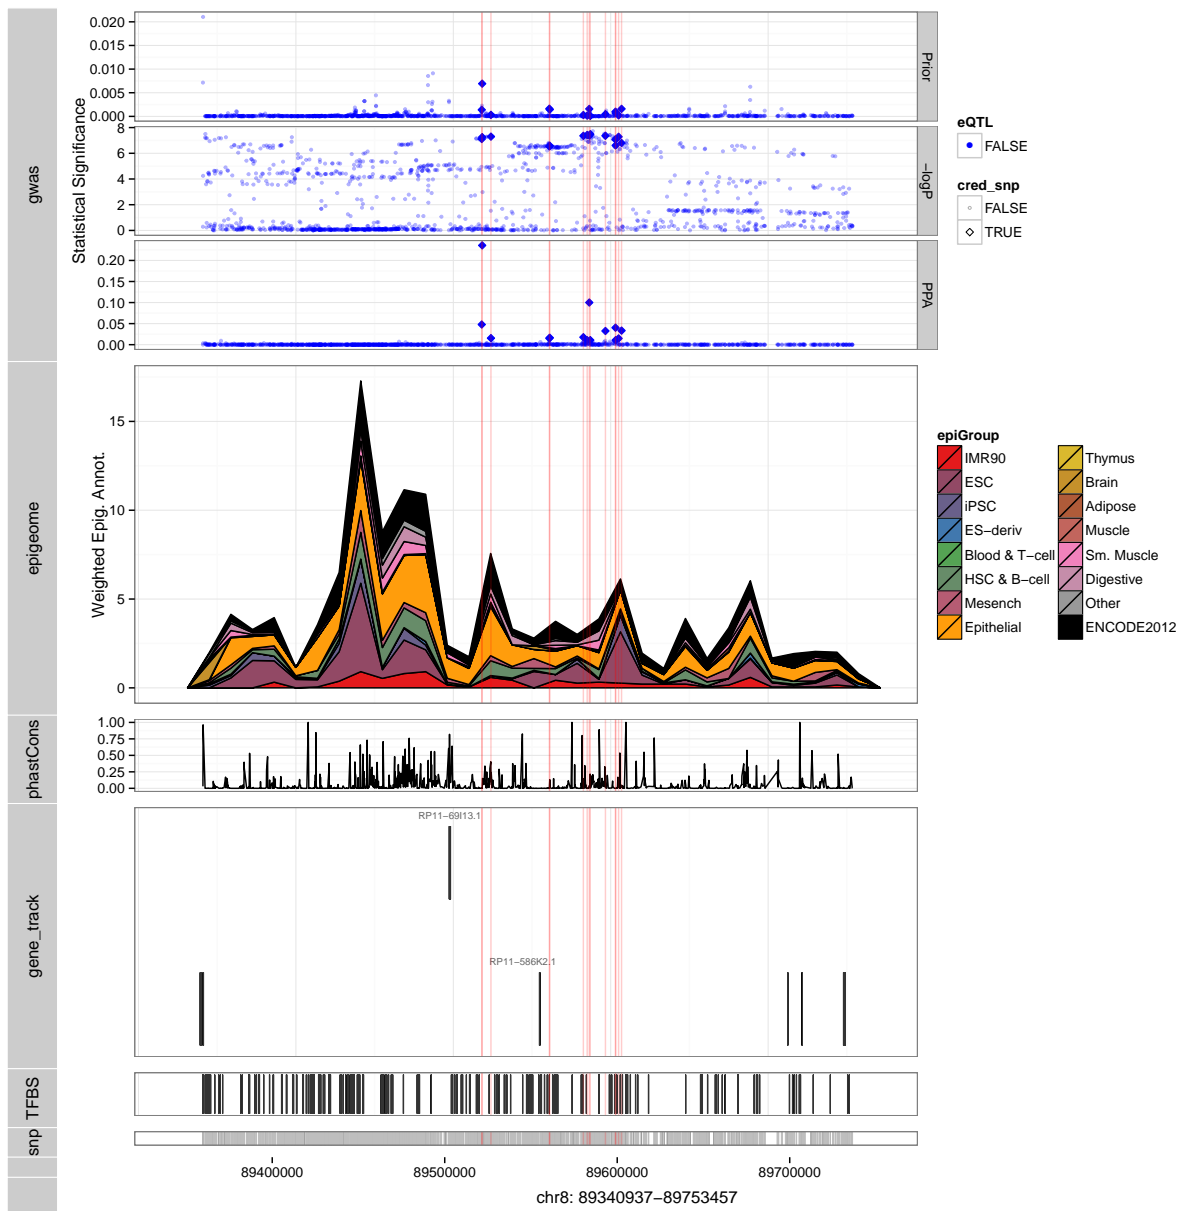 gwas
Statistical Significance
0.020
0.015
0.010
0.005
0.000
Prior
8
6
4
2
0
−logP
0.20
0.15
0.10
0.05
0.00
PPA
eQTL
FALSE
cred_snp
FALSE
TRUE
epigeome
Weighted Epig. Annot.
15
10
5
0
epiGroup
IMR90
ESC
iPSC
ES−deriv
Blood & T−cell
HSC & B−cell
Mesench
Epithelial
Thymus
Brain
Adipose
Muscle
Sm. Muscle
Digestive
Other
ENCODE2012
phastCons
1.00
0.75
0.50
0.25
0.00
gene_track
RP11−69I13.1
RP11−586K2.1
TFBS
snp
89400000 89500000 89600000 89700000
chr8: 89340937−89753457